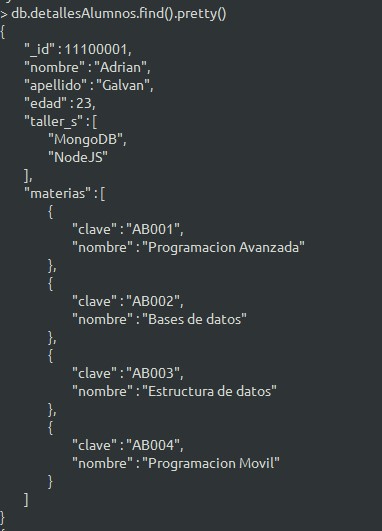 > db.detallesAlumnos.find().pretty()
{
"_id" : 11100001,
"nombre" : "Adrian",
"apellido" : "Galvan",
"edad" : 23,
"taller_s" : [
"MongoDB",
"NodeJS"
],
"materias" : [
{
"clave" : "AB001",
"nombre" : "Programacion Avanzada"
},
{
"clave" : "AB002",
"nombre" : "Bases de datos"
},
{
"clave" : "AB003",
"nombre" : "Estructura de datos"
},
{
"clave" : "AB004",
"nombre" : "Programacion Movil"
}
]
}